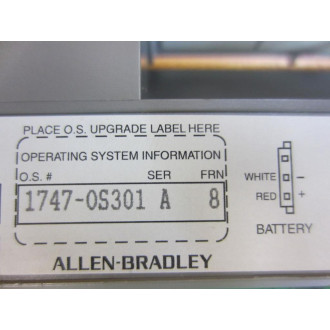 PLACE O.S. UPGRADE LABEL HERE
OPERATING SYSTEM INFORMATION
O.S. # SER FRN
1747-OS301 A 8
WHITE -
RED +
BATTERY
ALLEN-BRADLEY